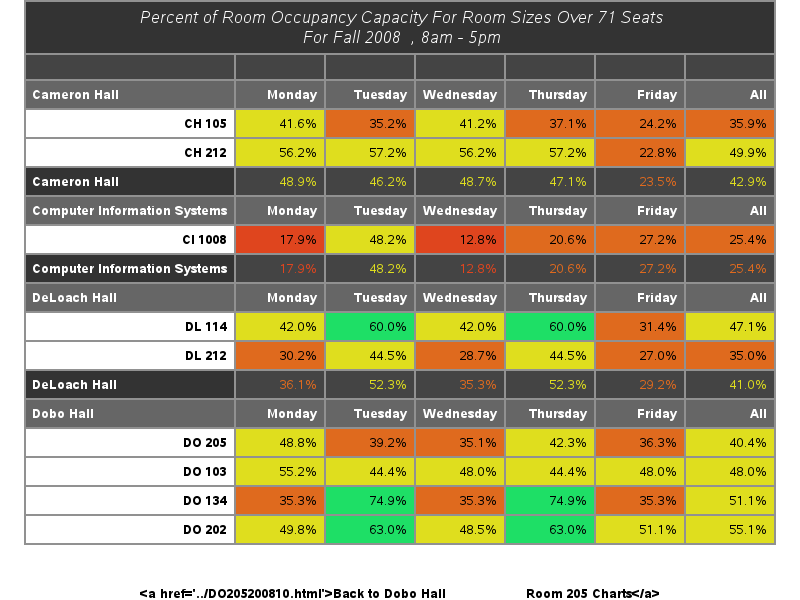 Percent of Room Occupancy Capacity For Room Sizes Over 71 Seats
For Fall 2008 , 8am - 5pm
Cameron Hall Monday Tuesday Wednesday Thursday Friday All
CH 105 41.6% 35.2% 41.2% 37.1% 24.2% 35.9%
CH 212 56.2% 57.2% 56.2% 57.2% 22.8% 49.9%
Cameron Hall 48.9% 46.2% 48.7% 47.1% 23.5% 42.9%
Computer Information Systems Monday Tuesday Wednesday Thursday Friday All
CI 1008 17.9% 48.2% 12.8% 20.6% 27.2% 25.4%
Computer Information Systems 17.9% 48.2% 12.8% 20.6% 27.2% 25.4%
DeLoach Hall Monday Tuesday Wednesday Thursday Friday All
DL 114 42.0% 60.0% 42.0% 60.0% 31.4% 47.1%
DL 212 30.2% 44.5% 28.7% 44.5% 27.0% 35.0%
DeLoach Hall 36.1% 52.3% 35.3% 52.3% 29.2% 41.0%
Dobo Hall Monday Tuesday Wednesday Thursday Friday All
DO 205 48.8% 39.2% 35.1% 42.3% 36.3% 40.4%
DO 103 55.2% 44.4% 48.0% 44.4% 48.0% 48.0%
DO 134 35.3% 74.9% 35.3% 74.9% 35.3% 51.1%
DO 202 49.8% 63.0% 48.5% 63.0% 51.1% 55.1%
<a href='../DO205200810.html'>Back to Dobo Hall Room 205 Charts</a>